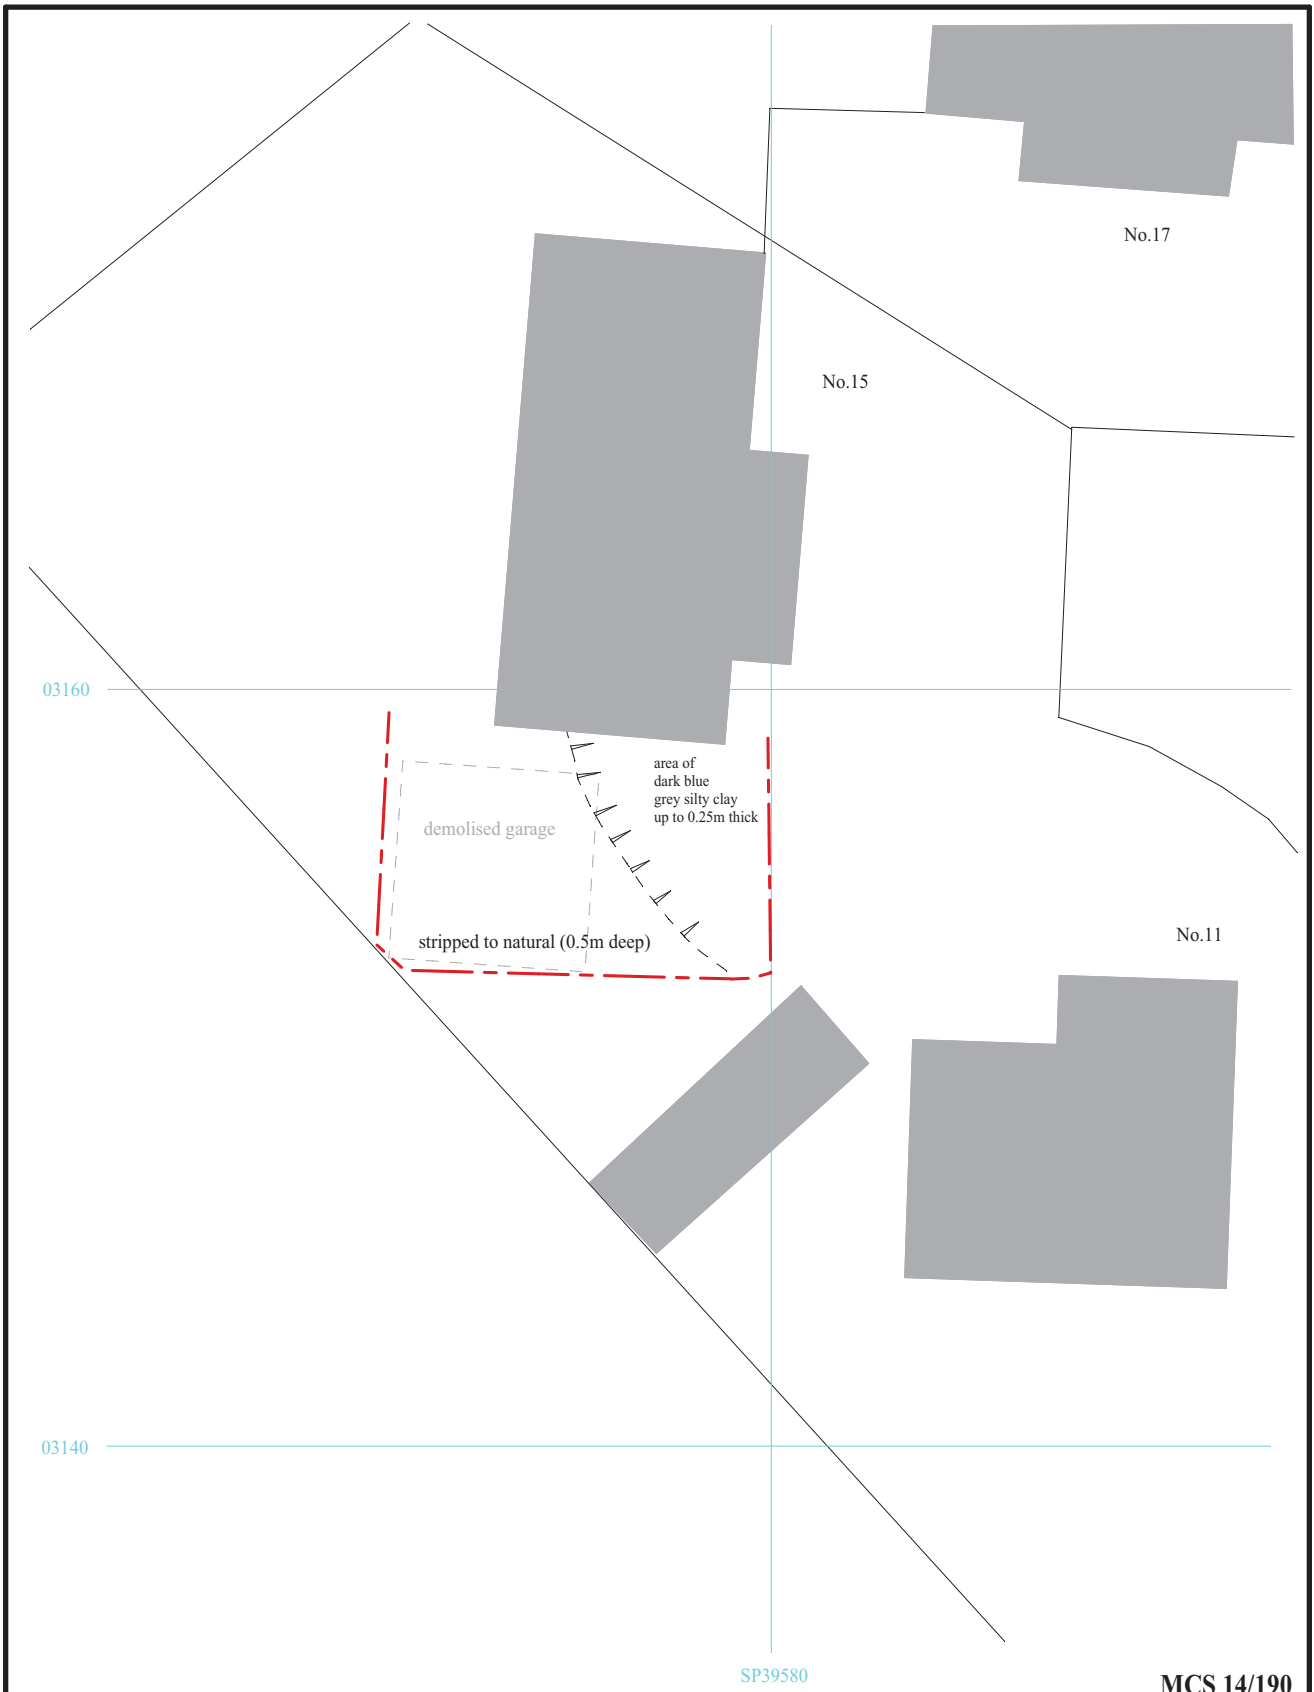 No.17
No.15
03160
area of
dark blue
grey silty clay
up to 0.25m thick
demolised garage
stripped to natural (0.5m deep)
No.11
03140
SP39580
MCS 14/190